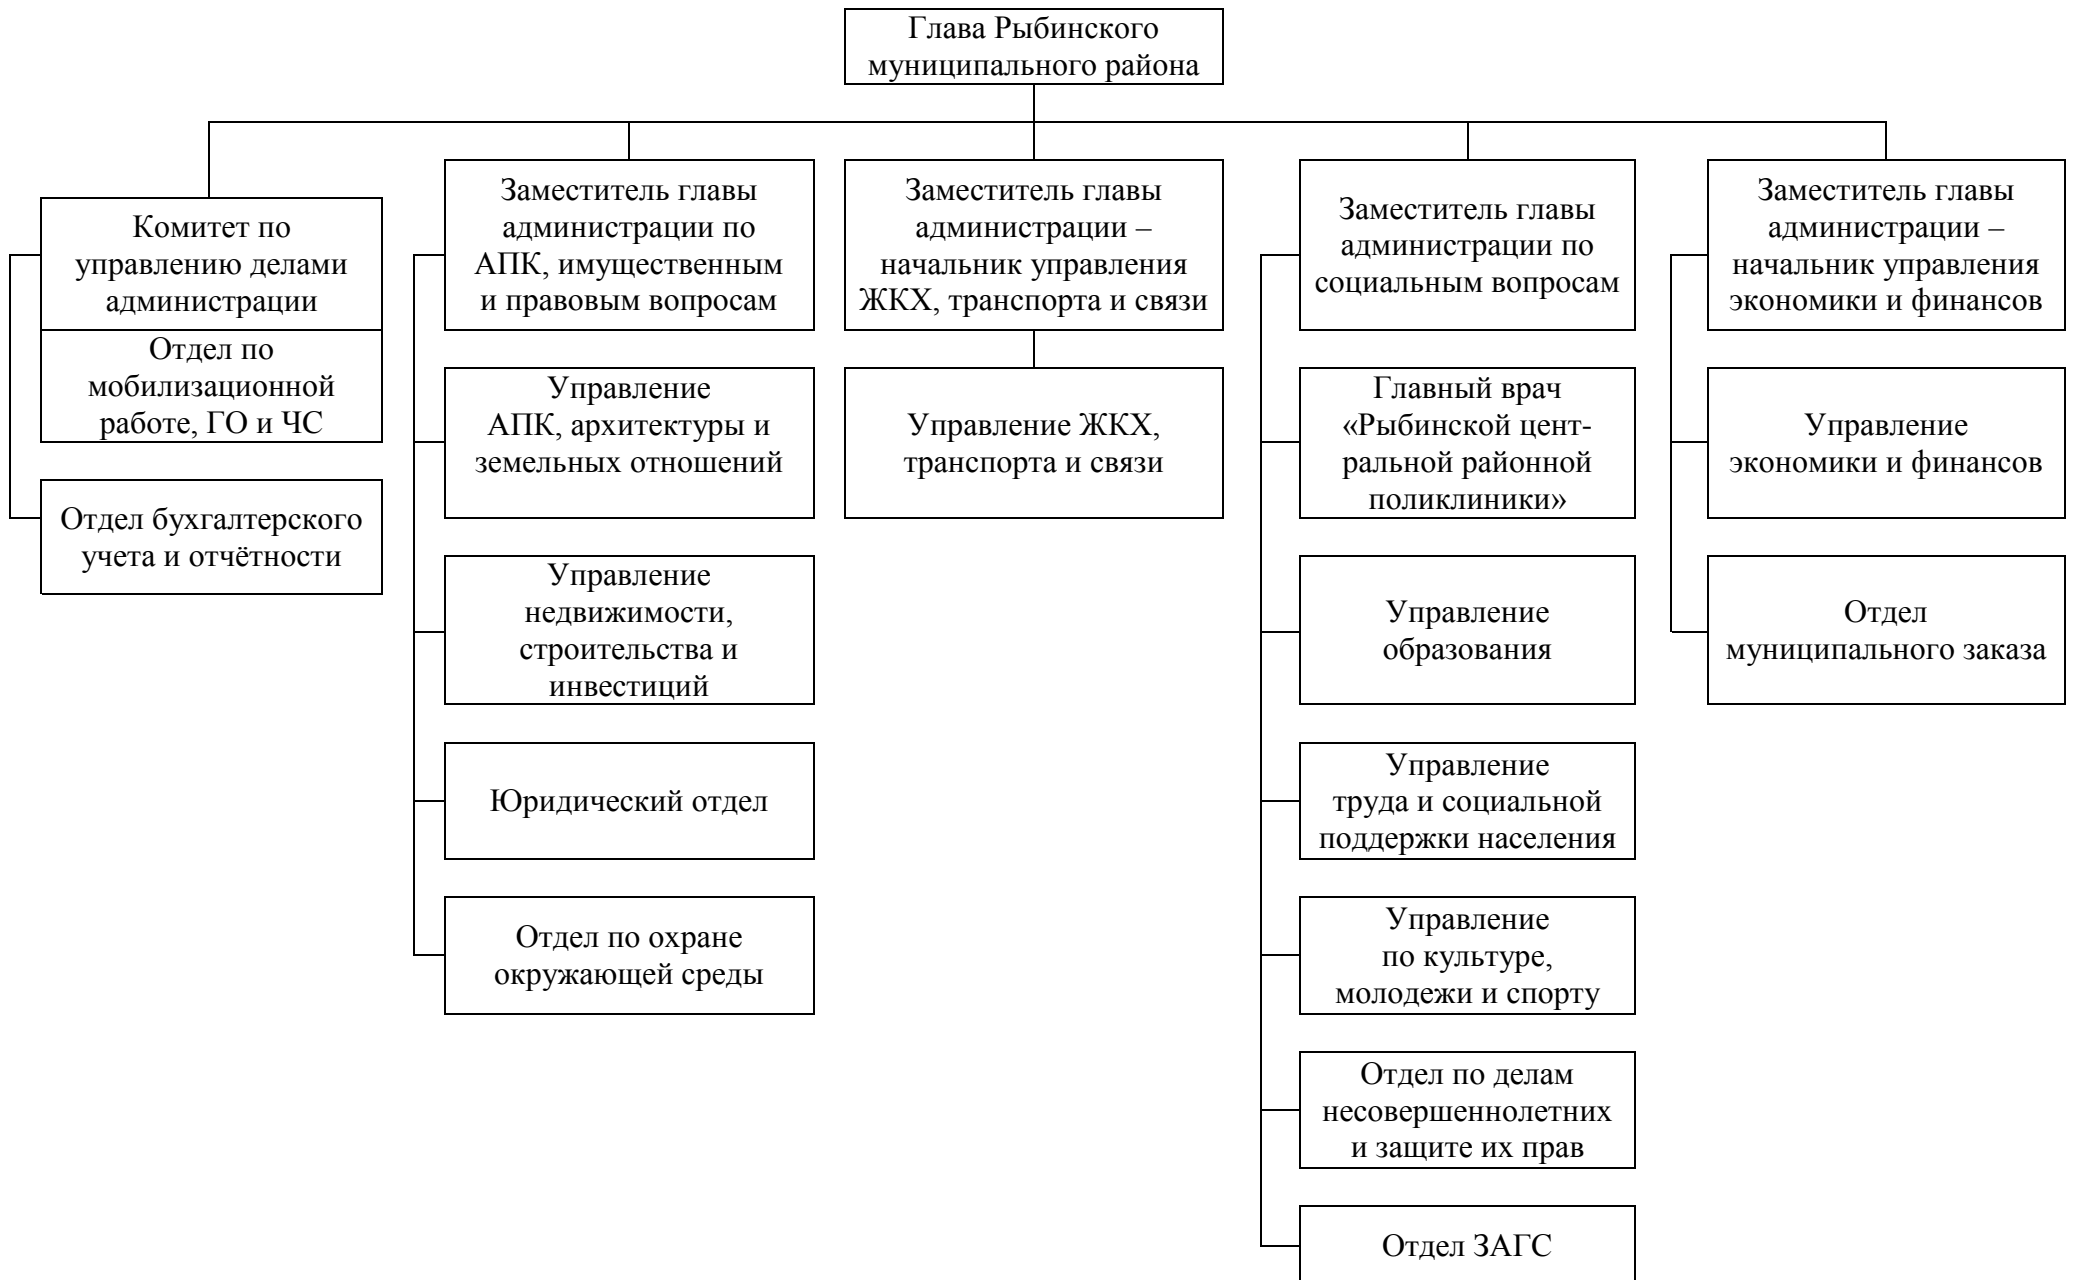 Глава Рыбинского
муниципального района
Комитет по
управлению делами
администрации
Отдел по
мобилизационной
работе, ГО и ЧС
Отдел бухгалтерского
учета и отчётности
Заместитель главы
администрации по
АПК, имущественным
и правовым вопросам
Управление
АПК, архитектуры и
земельных отношений
Управление
недвижимости,
строительства и
инвестиций
Юридический отдел
Отдел по охране
окружающей среды
Заместитель главы
администрации –
начальник управления
ЖКХ, транспорта и связи
Управление ЖКХ,
транспорта и связи
Заместитель главы
администрации по
социальным вопросам
Главный врач
«Рыбинской цент-
ральной районной
поликлиники»
Управление
образования
Управление
труда и социальной
поддержки населения
Управление
по культуре,
молодежи и спорту
Отдел по делам
несовершеннолетних
и защите их прав
Отдел ЗАГС
Заместитель главы
администрации –
начальник управления
экономики и финансов
Управление
экономики и финансов
Отдел
муниципального заказа